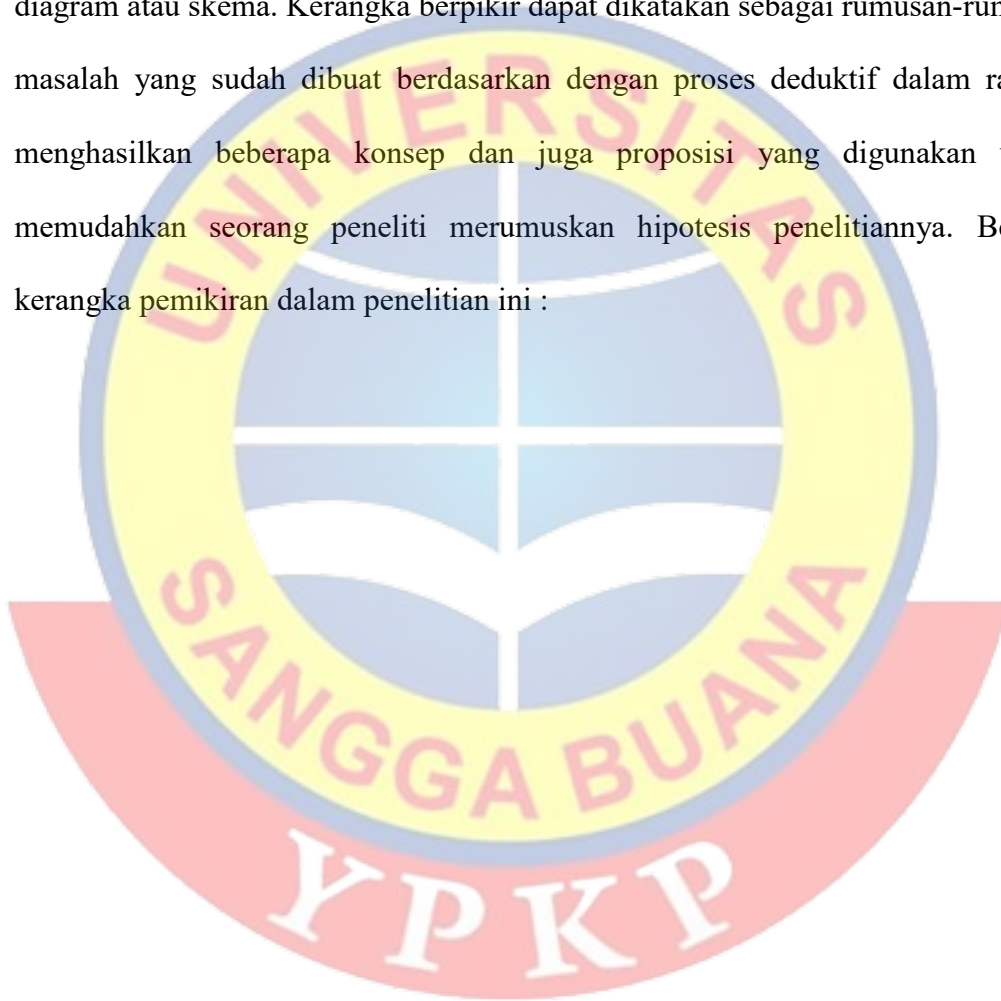 diagram atau skema. Kerangka berpikir dapat dikatakan sebagai
masalah yang sudah dibuat berdasarkan dengan proses deduktif dalam
menghasilkan beberapa konsep dan juga proposisi yang digunakan
memudahkan seorang peneliti merumuskan hipotesis penelitiannya.
kerangka pemikiran dalam penelitian ini :
UNIVERSITAS
SANGGA BUANA
YPKP